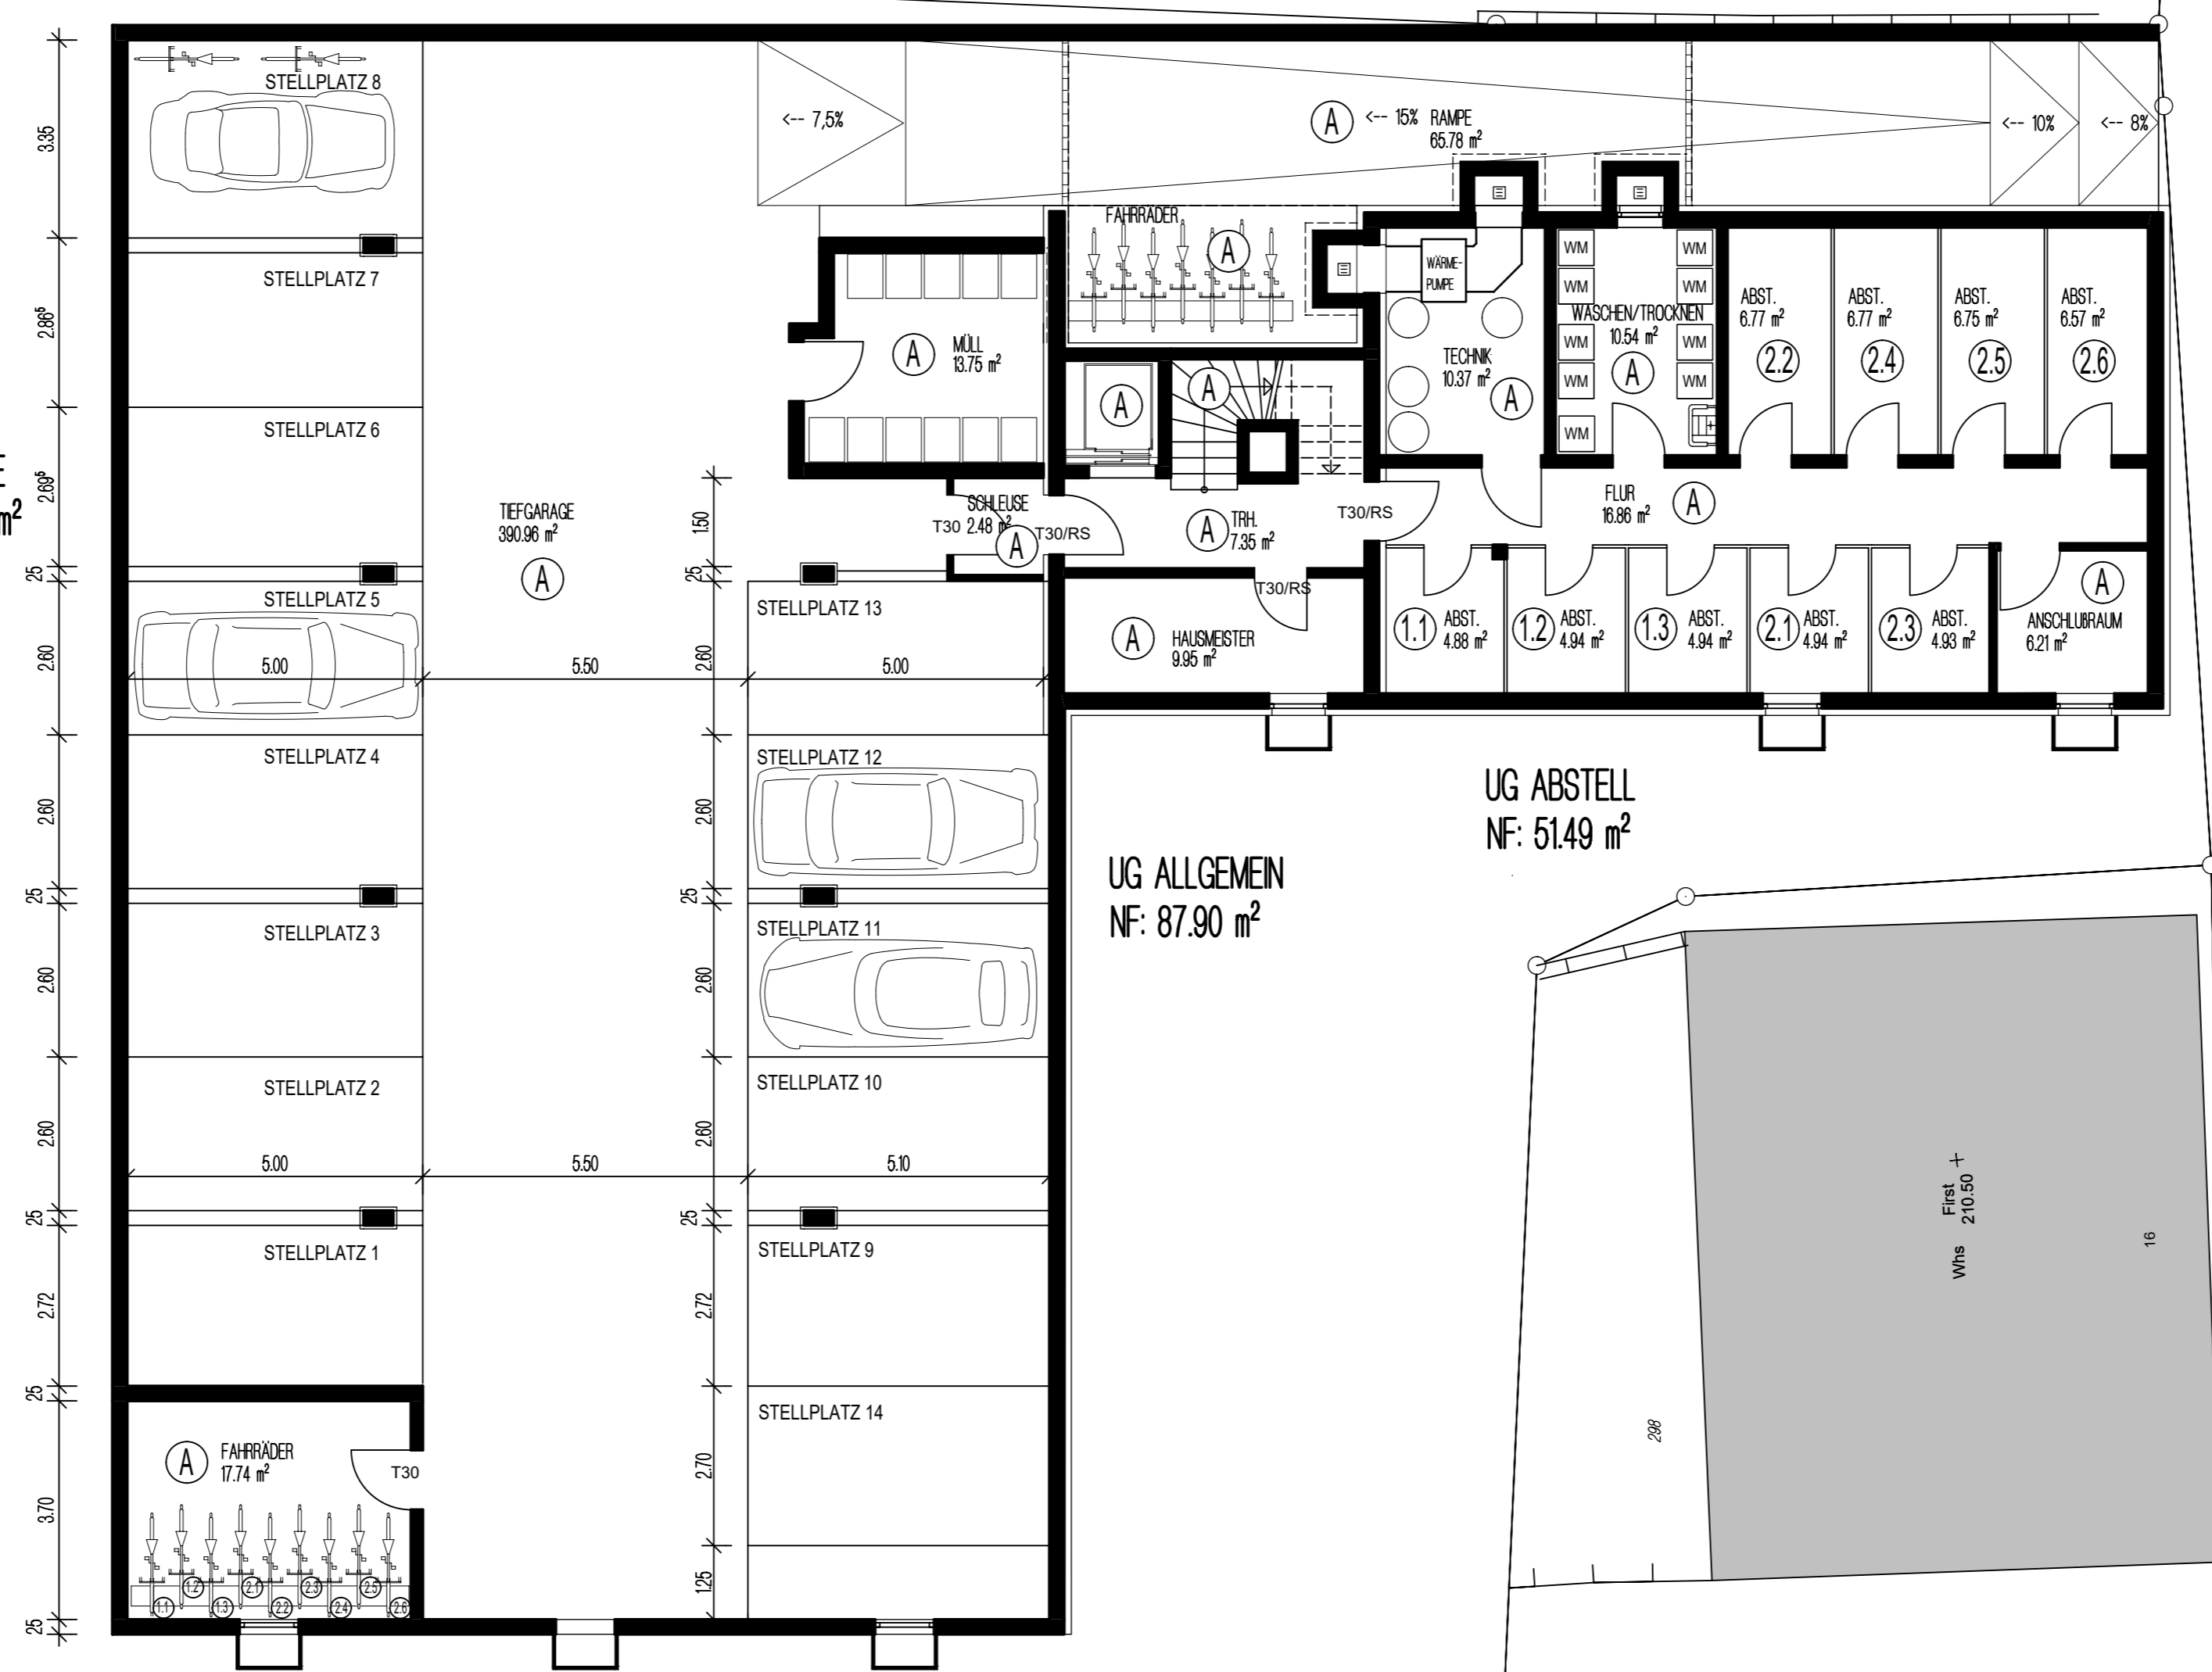 STELLPLATZ 8
<-- 7,5%
A
<-- 15% RAMPE
65.78 m²
<-- 10%
<-- 8%
3.35
STELLPLATZ 7
2.86⁵
STELLPLATZ 6
2.69⁵
m²
25
STELLPLATZ 5
2.60
5.00
5.50
5.00
STELLPLATZ 4
2.60
25
STELLPLATZ 3
2.60
STELLPLATZ 2
2.60
5.00
5.50
5.10
25
STELLPLATZ 1
2.72
25
A
FAHRRÄDER
17.74 m²
T30
3.70
1.1
1.2
1.3
2.1
2.2
2.3
2.4
2.5
2.6
25
TIEFGARAGE
390.96 m²
A
A
MÜLL
13.75 m²
1.50
25
T30
SCHLEUSE
2.48 m²
A
T30/RS
STELLPLATZ 13
2.60
STELLPLATZ 12
2.60
25
STELLPLATZ 11
2.60
STELLPLATZ 10
2.60
25
STELLPLATZ 9
2.72
STELLPLATZ 14
2.70
1.25
FAHRRÄDER
A
A
A
A
TRH.
7.35 m²
T30/RS
T30/RS
A
HAUSMEISTER
9.95 m²
WÄRME-
PUMPE
TECHNIK
10.37 m²
A
WM
WM
WM
WM
WM
WM
WM
WM
WM
WASCHEN/TROCKNEN
10.54 m²
A
ABST.
6.77 m²
2.2
ABST.
6.77 m²
2.4
ABST.
6.75 m²
2.5
ABST.
6.57 m²
2.6
FLUR
16.86 m²
A
1.1
ABST.
4.88 m²
1.2
ABST.
4.94 m²
1.3
ABST.
4.94 m²
2.1
ABST.
4.94 m²
2.3
ABST.
4.93 m²
A
ANSCHLUßRAUM
6.21 m²
UG ABSTELL
NF: 51.49 m²
UG ALLGEMEIN
NF: 87.90 m²
Whs
First
210.50
16
298